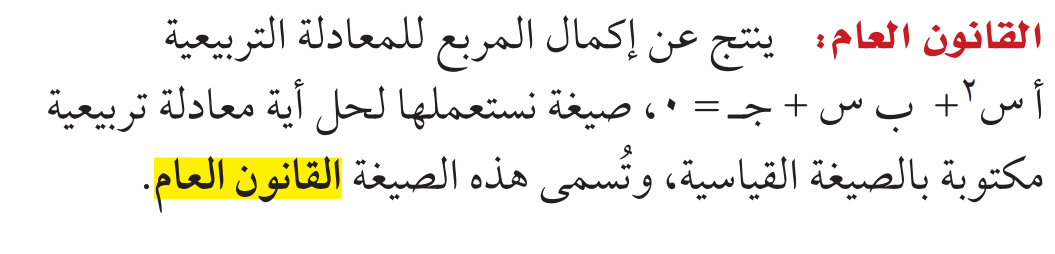 القانون العام: ينتج عن إكمال المربع للمعادلة التربيعية
أ س٢ + ب س + جـ = ٠، صيغة نستعملها لحل أية معادلة تربيعية
مكتوبة بالصيغة القياسية، وتُسمى هذه الصيغة القانون العام.